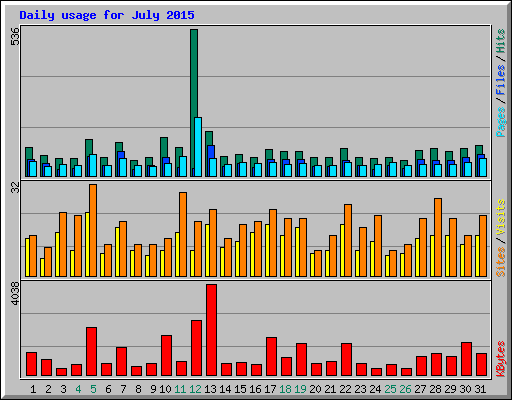 Daily usage for July 2015
536
Pages / Files / Hits
32
Sites / Visits
4038
KBytes
1 2 3 4 5 6 7 8 9 10 11 12 13 14 15 16 17 18 19 20 21 22 23 24 25 26 27 28 29 30 31